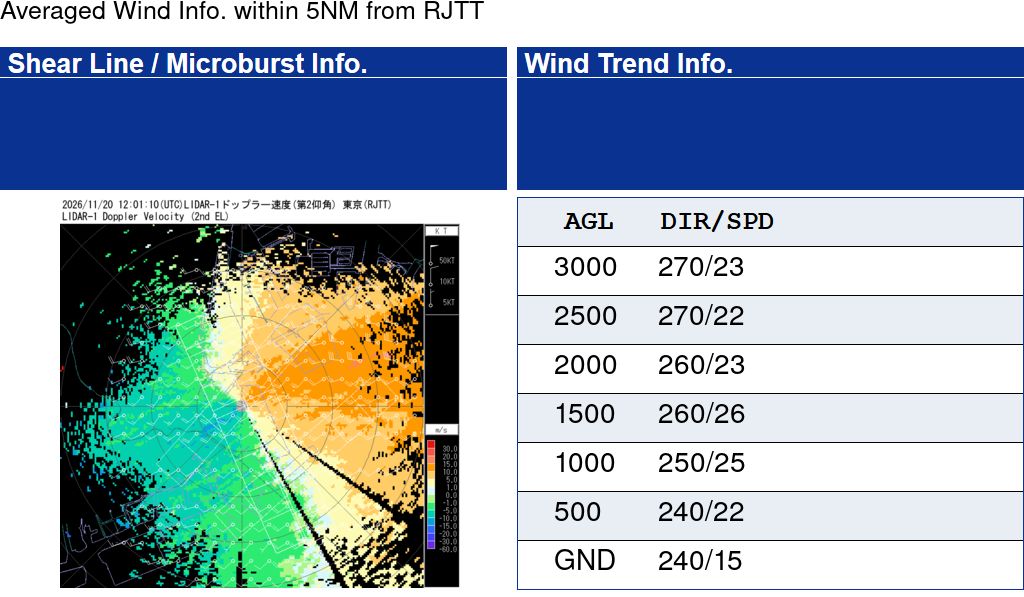 Averaged Wind Info. within 5NM from RJTT
Shear Line / Microburst Info.
Wind Trend Info.
2026/11/20 12:01:10(UTC)LIDAR-1ドップラー速度(第2仰角) 東京(RJTT)
LIDAR-1 Doppler Velocity (2nd EL)
KT
50KT
10KT
5KT
m/s
30.0
20.0
15.0
10.0
5.0
1.0
0.0
-1.0
-5.0
-10.0
-15.0
-20.0
-30.0
-60.0
AGL DIR/SPD
3000 270/23
2500 270/22
2000 260/23
1500 260/26
1000 250/25
500 240/22
GND 240/15